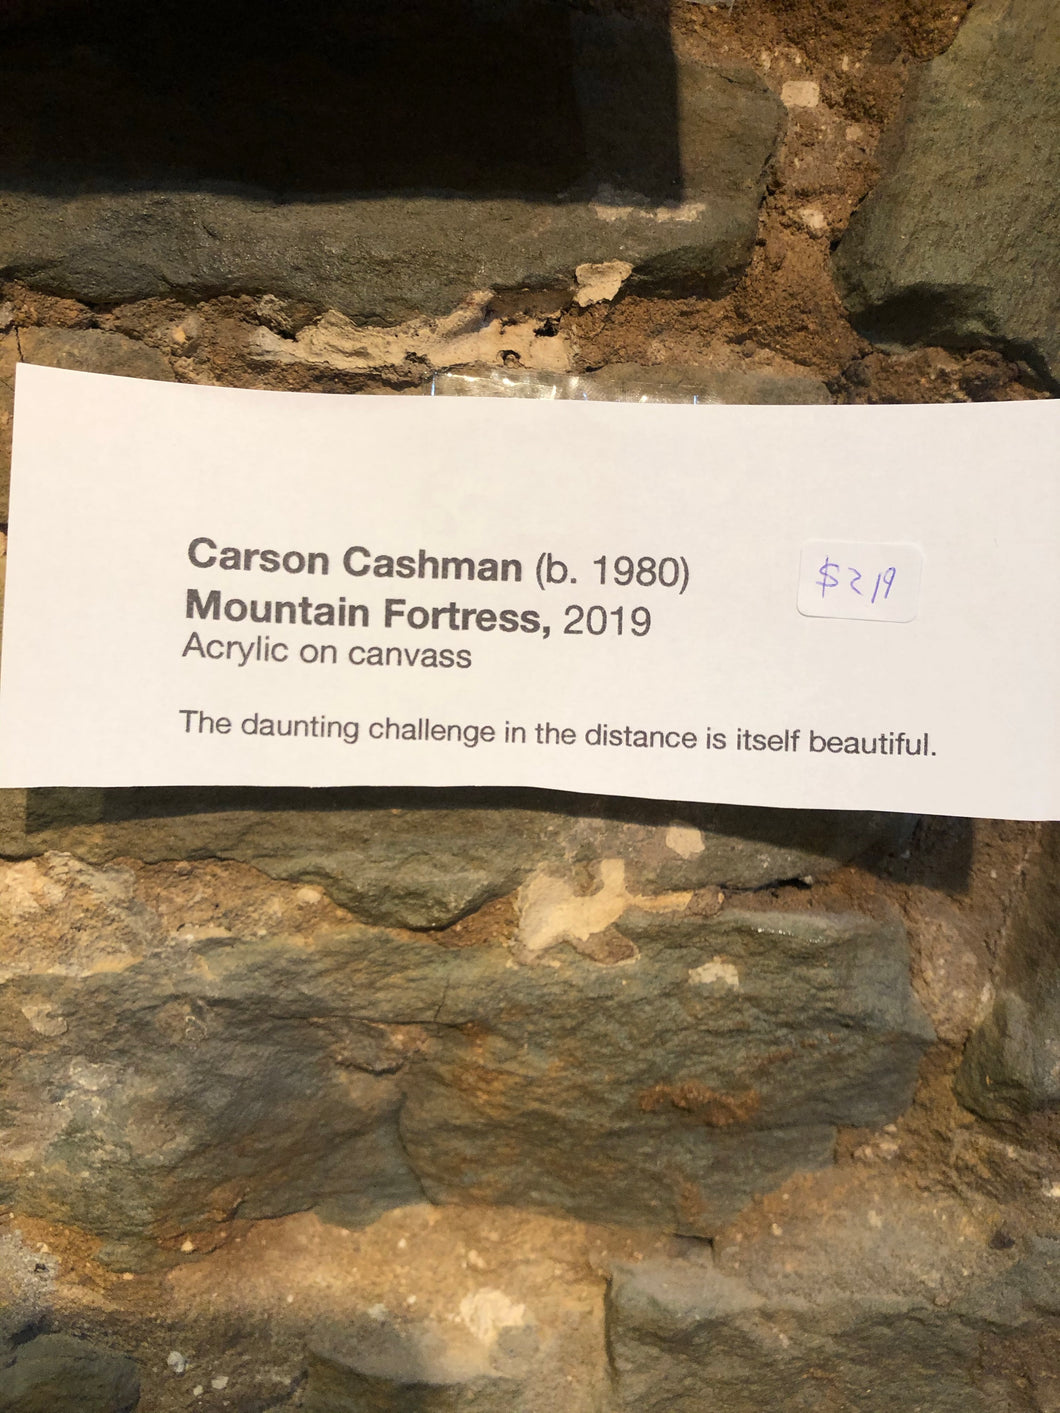 Carson Cashman (b. 1980)
$219
Mountain Fortress, 2019
Acrylic on canvass
The daunting challenge in the distance is itself beautiful.